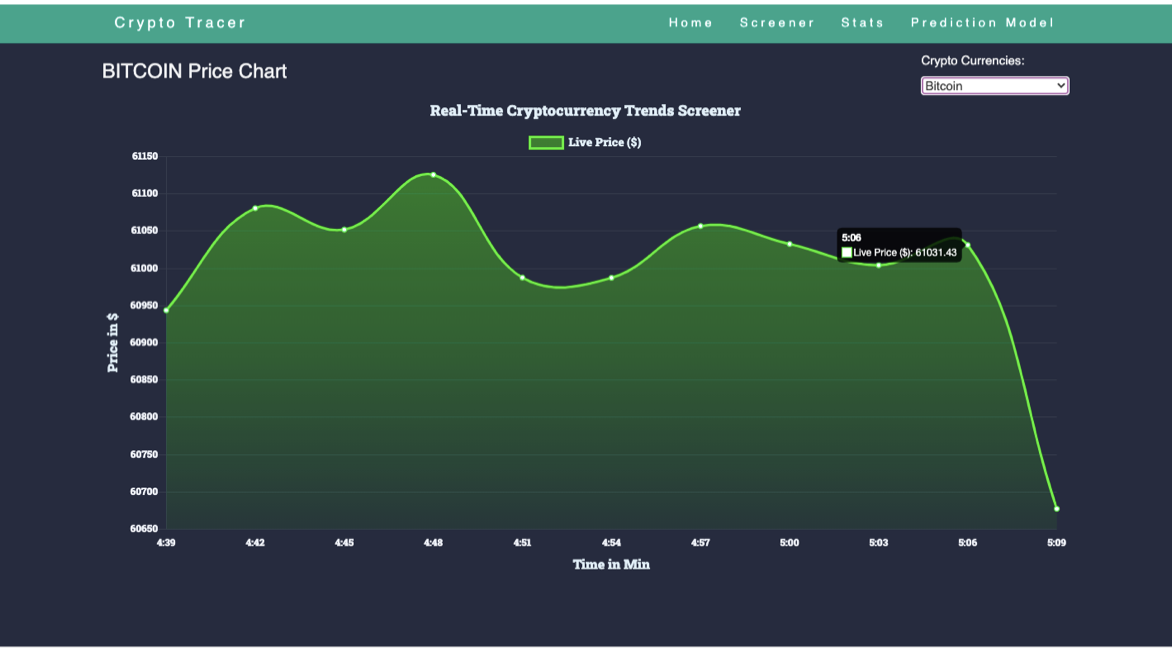 Crypto Tracer Home Screener Stats Prediction Model
BITCOIN Price Chart
Crypto Currencies:
Bitcoin
Real-Time Cryptocurrency Trends Screener
Live Price ($)
61150
61100
61050
61000
60950
60900
60850
60800
60750
60700
60650
Price in $
5:06
Live Price ($): 61031.43
4:39 4:42 4:45 4:48 4:51 4:54 4:57 5:00 5:03 5:06 5:09
Time in Min